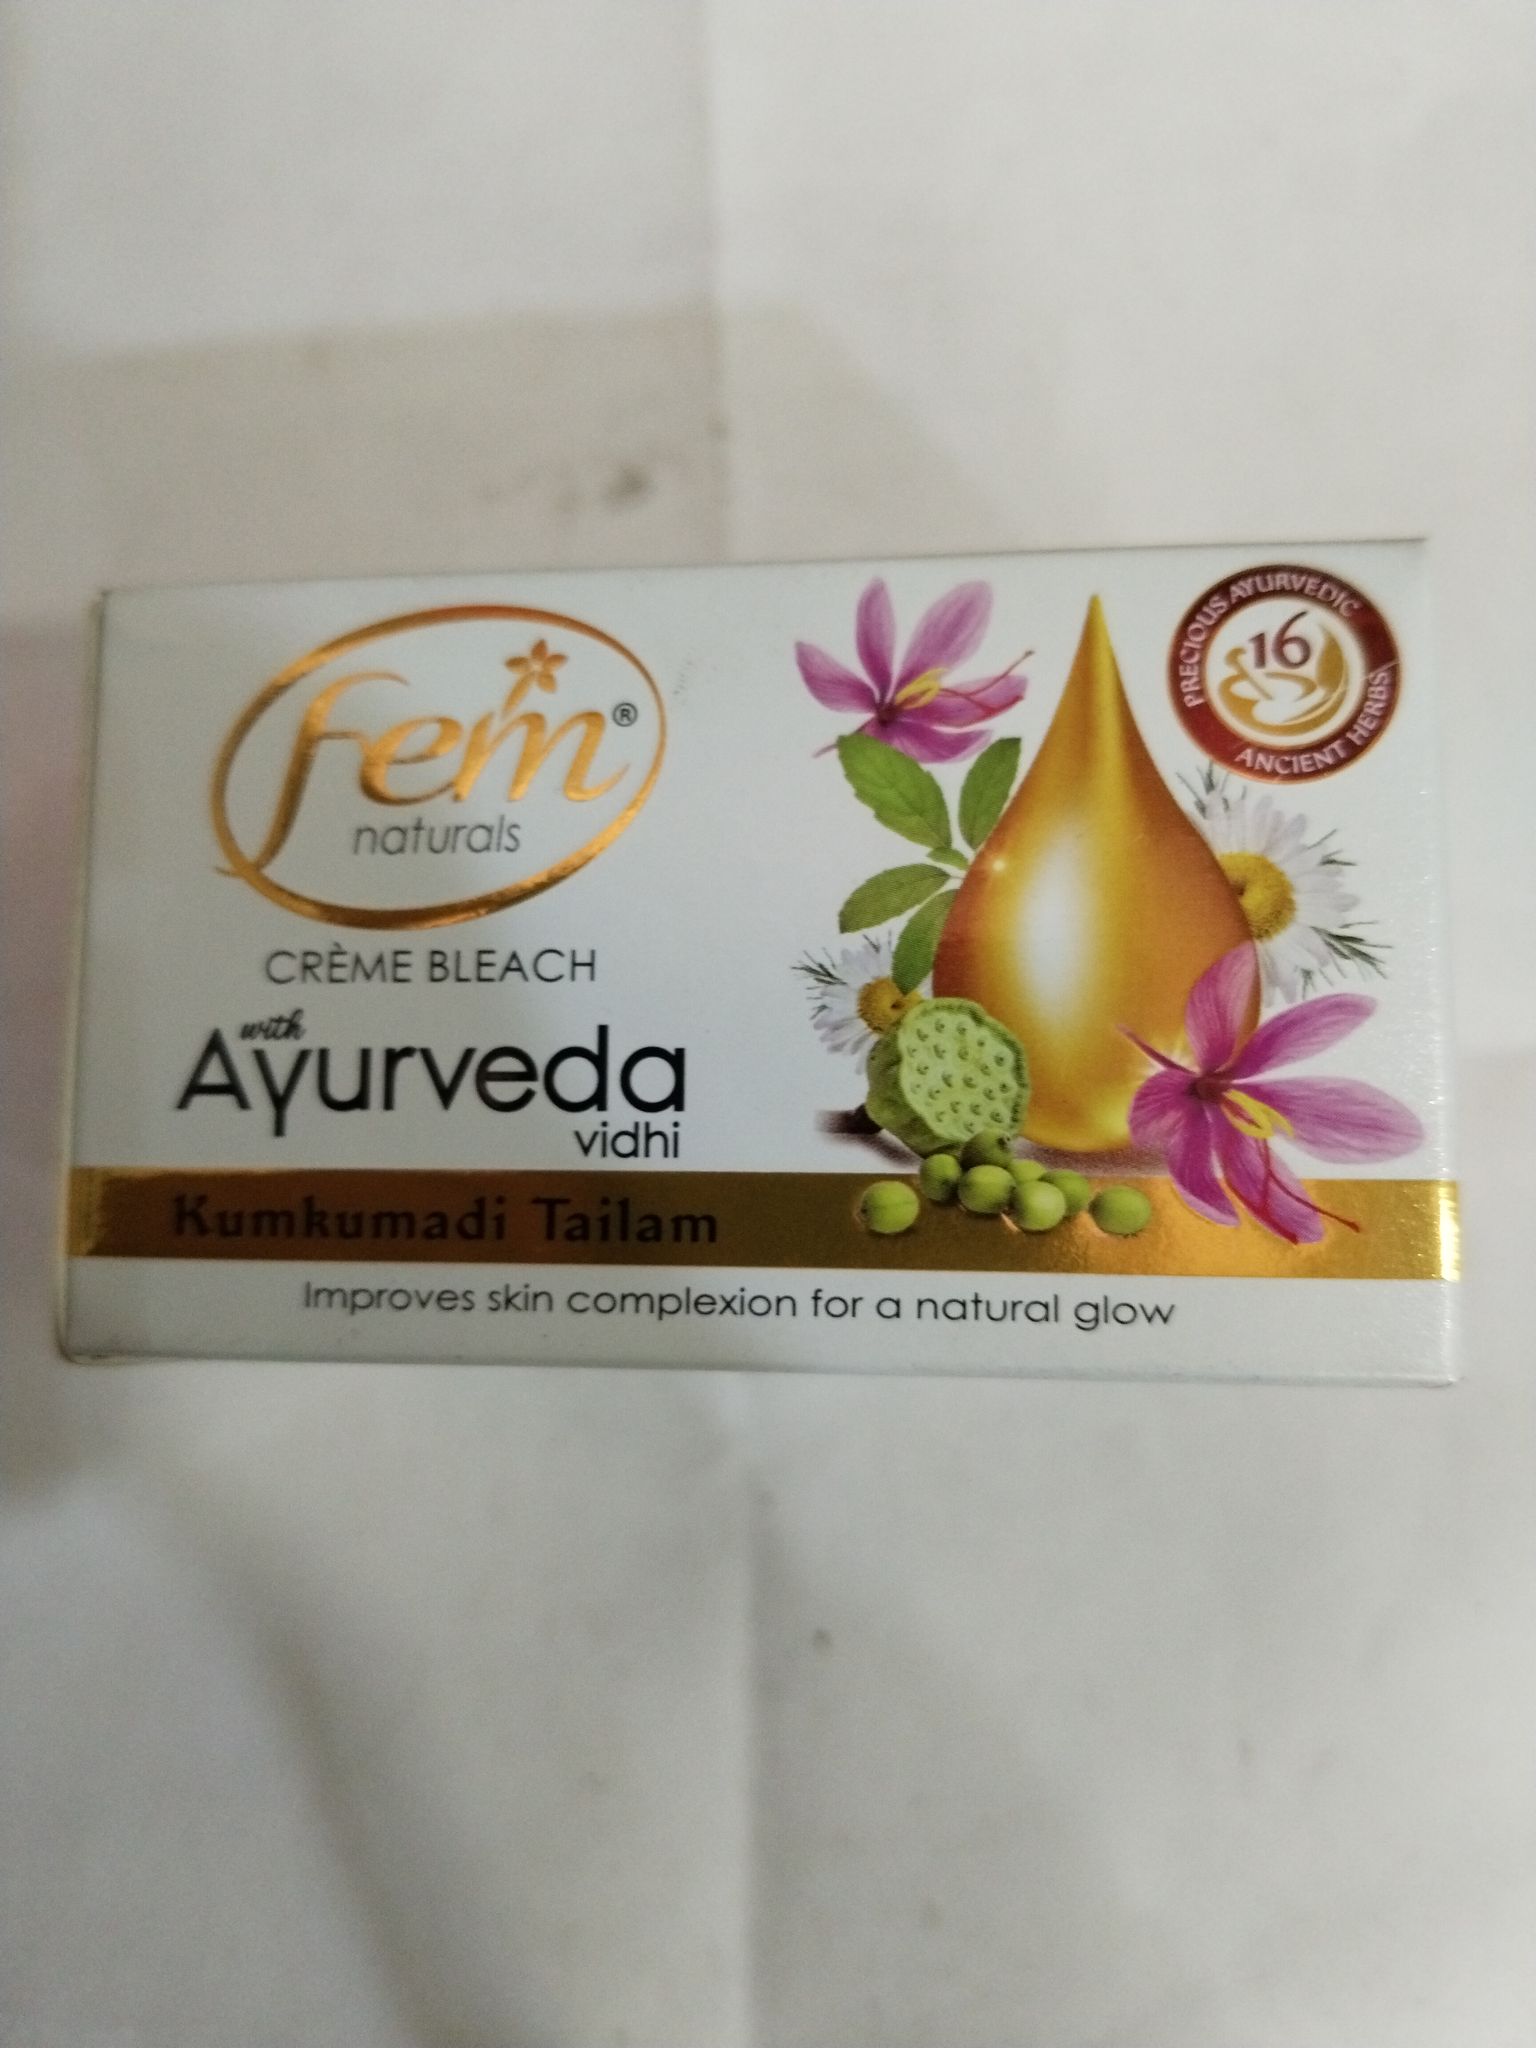 fem®
naturals
CRÈME BLEACH
with
Ayurveda
vidhi
Kumkumadi Tailam
Improves skin complexion for a natural glow
PRECIOUS AYURVEDIC
16
ANCIENT HERBS